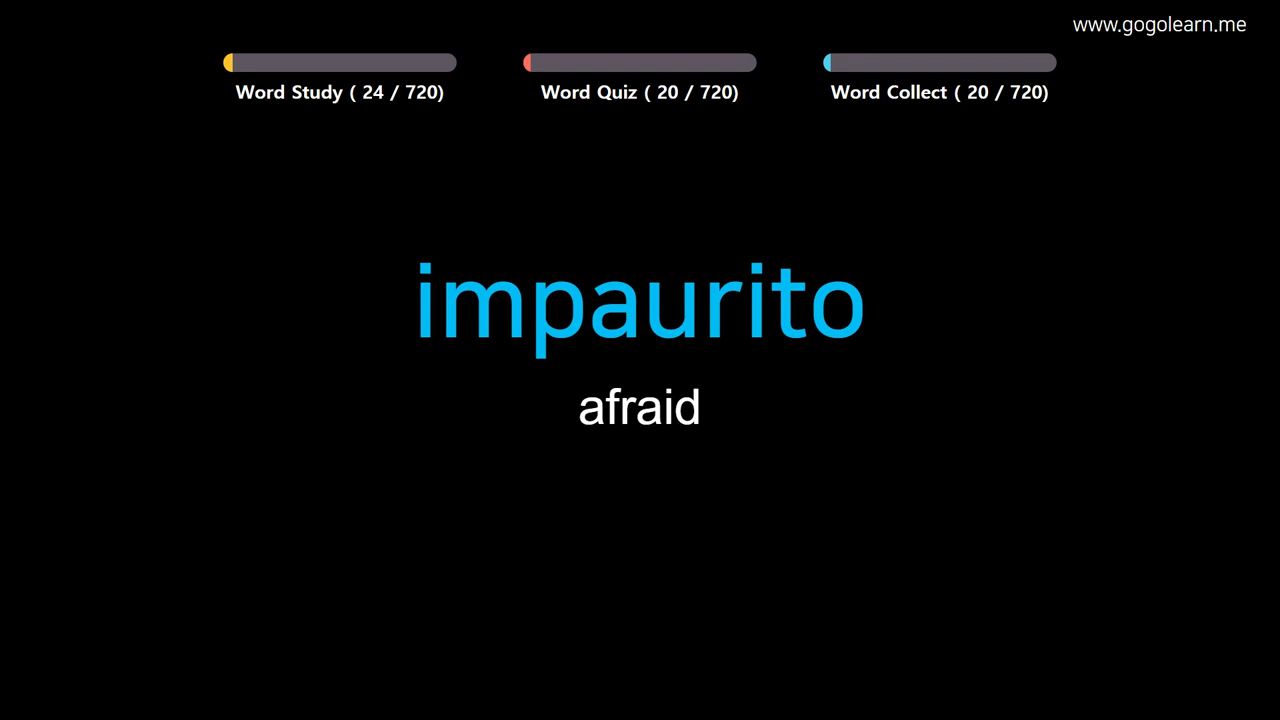 www.gogolearn.me
Word Study ( 24 / 720)
Word Quiz ( 20 / 720)
Word Collect ( 20 / 720)
impaurito
afraid